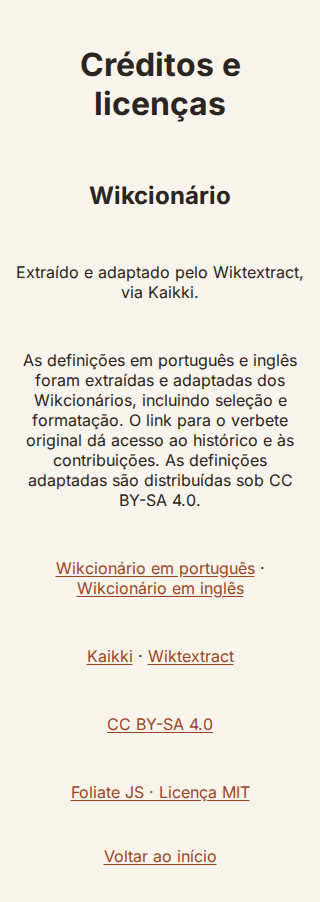 Créditos e
licenças
Wikcionário
Extraído e adaptado pelo Wiktextract,
via Kaikki.
As definições em português e inglês
foram extraídas e adaptadas dos
Wikcionários, incluindo seleção e
formatação. O link para o verbete
original dá acesso ao histórico e às
contribuições. As definições
adaptadas são distribuídas sob CC
BY-SA 4.0.
Wikcionário em português ·
Wikcionário em inglês
Kaikki · Wiktextract
CC BY-SA 4.0
Foliate JS · Licença MIT
Voltar ao início